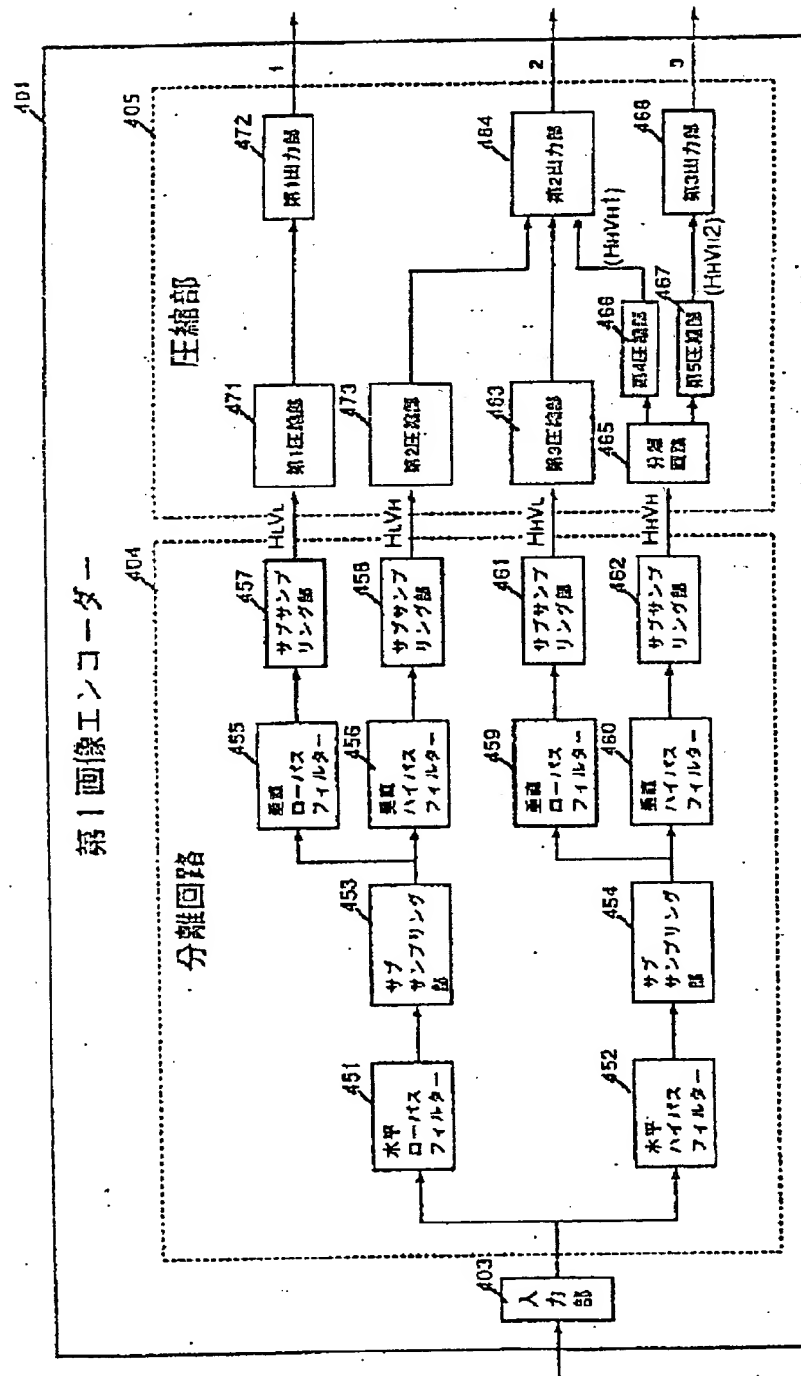 第1画像エンコーダー
401
403
入力部
404
分離回路
451
水平
ローパス
フィルター
452
水平
ハイパス
フィルター
453
サブ
サンプリング
部
454
サブ
サンプリング
部
455
垂直
ローパス
フィルター
456
垂直
ハイパス
フィルター
459
垂直
ローパス
フィルター
460
垂直
ハイパス
フィルター
457
サブサンプ
リング部
458
サブサンプ
リング部
461
サブサンプ
リング部
462
サブサンプ
リング部
HLVL
HLVH
HHVL
HHVH
405
圧縮部
471
第1圧縮部
473
第2圧縮部
463
第3圧縮部
465
分離
回路
466
第4圧縮部
467
第5圧縮部
(HHVH1)
(HHVH2)
472
第1出力部
464
第2出力部
468
第3出力部
1
2
3